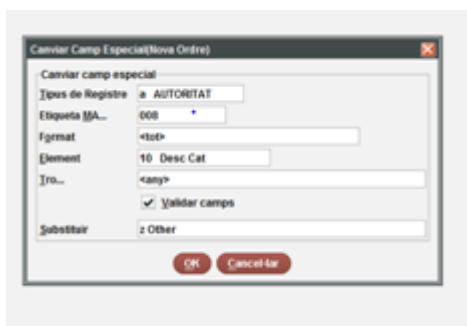 Canviar Camp Especial(Nova Ordre)
Canviar camp especial
Tipus de Registre a AUTORITAT
Etiqueta MA... 008 *
Format <tot>
Element 10 Desc Cat
Tro... <any>
Validar camps
Substituir z Other
OK Cancel·lar